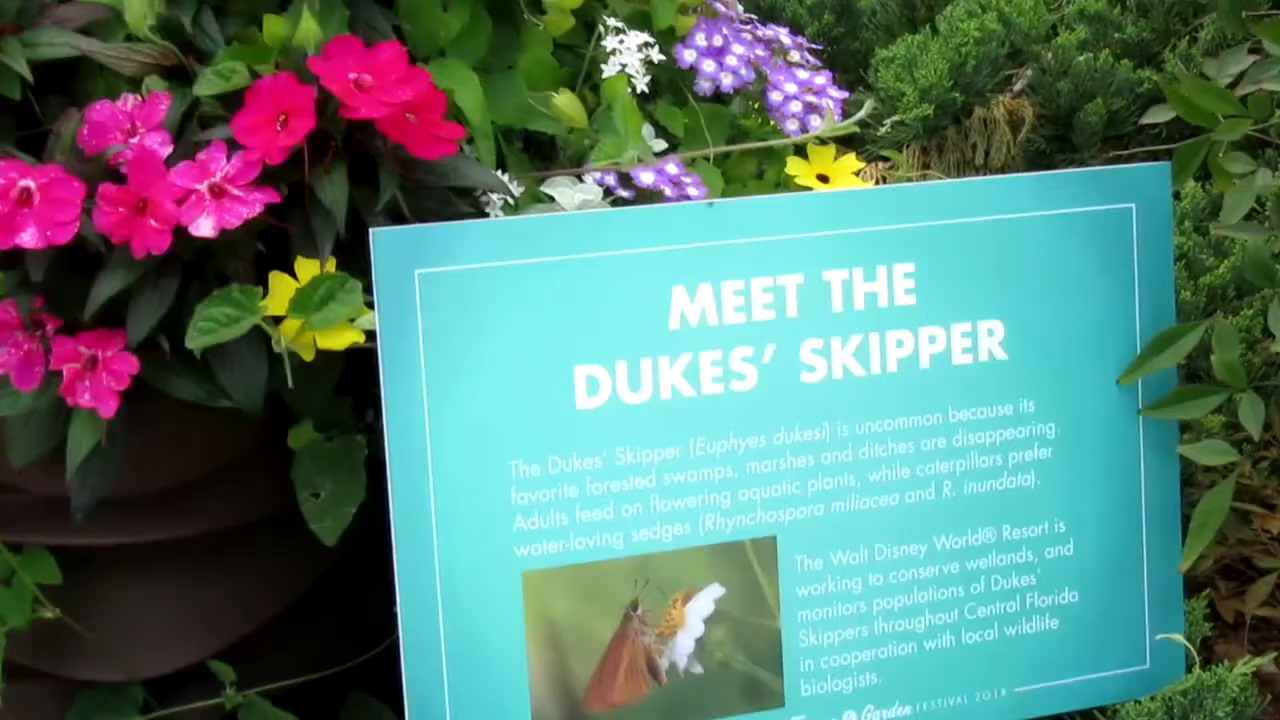 MEET THE
DUKES’ SKIPPER
The Dukes’ Skipper (Euphyes dukesi) is uncommon because its
favorite forested swamps, marshes and ditches are disappearing.
Adults feed on flowering aquatic plants, while caterpillars prefer
water-loving sedges (Rhynchospora miliacea and R. inundata).
The Walt Disney World® Resort is
working to conserve wetlands, and
monitors populations of Dukes’
Skippers throughout Central Florida
in cooperation with local wildlife
biologists.
Garden FESTIVAL 2018